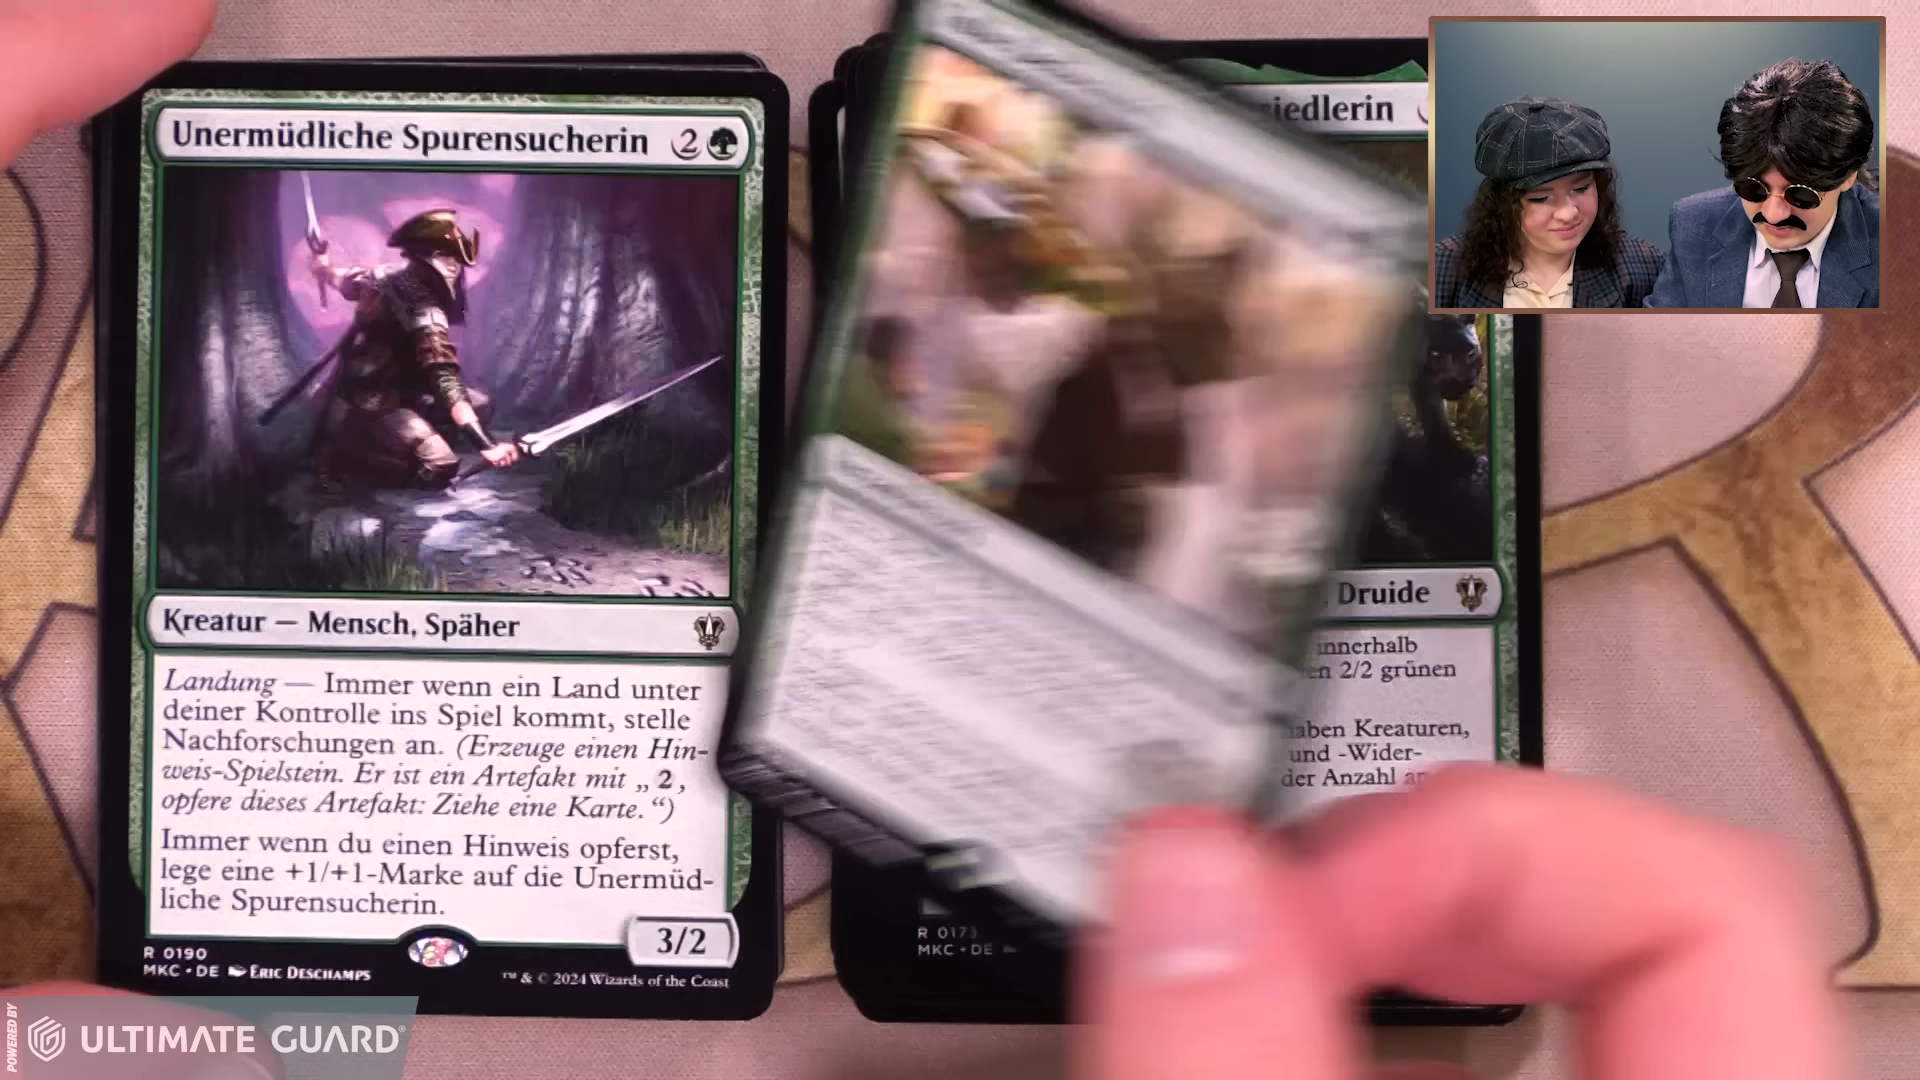 Unermüdliche Spurensucherin 2
Kreatur — Mensch, Späher
Landung — Immer wenn ein Land unter
deiner Kontrolle ins Spiel kommt, stelle
Nachforschungen an. (Erzeuge einen Hin-
weis-Spielstein. Er ist ein Artefakt mit „ 2,
opfere dieses Artefakt: Ziehe eine Karte.“)
Immer wenn du einen Hinweis opferst,
lege eine +1/+1-Marke auf die Unermüd-
liche Spurensucherin.
3/2
R 0190
MKC • DE ERIC DESCHAMPS
™ & © 2024 Wizards of the Coast
siedlerin
, Druide
innerhalb
en 2/2 grünen
haben Kreaturen,
und -Wider-
der Anzahl
R 0173
MKC • DE
POWERED BY
ULTIMATE GUARD®